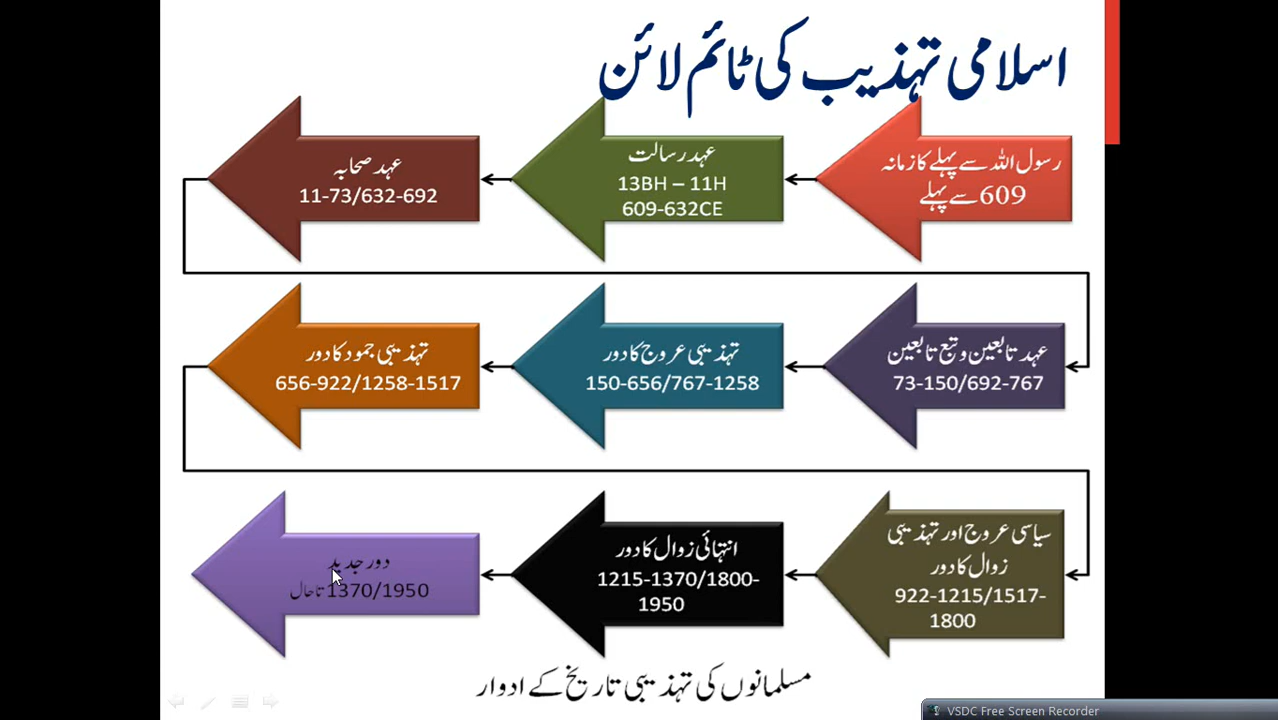 اسلامی تہذیب کی ٹائم لائن
رسول اللہ سے پہلے کا زمانہ
609 سے پہلے
عہد رسالت
13BH – 11H
609-632CE
عہد صحابہ
11-73/632-692
عہد تابعین و تبع تابعین
73-150/692-767
تہذیبی عروج کا دور
150-656/767-1258
تہذیبی جمود کا دور
656-922/1258-1517
سیاسی عروج اور تہذیبی
زوال کا دور
922-1215/1517-
1800
انتہائی زوال کا دور
1215-1370/1800-
1950
دور جدید
1370/1950 تا حال
مسلمانوں کی تہذیبی تاریخ کے ادوار
VSDC Free Screen Recorder